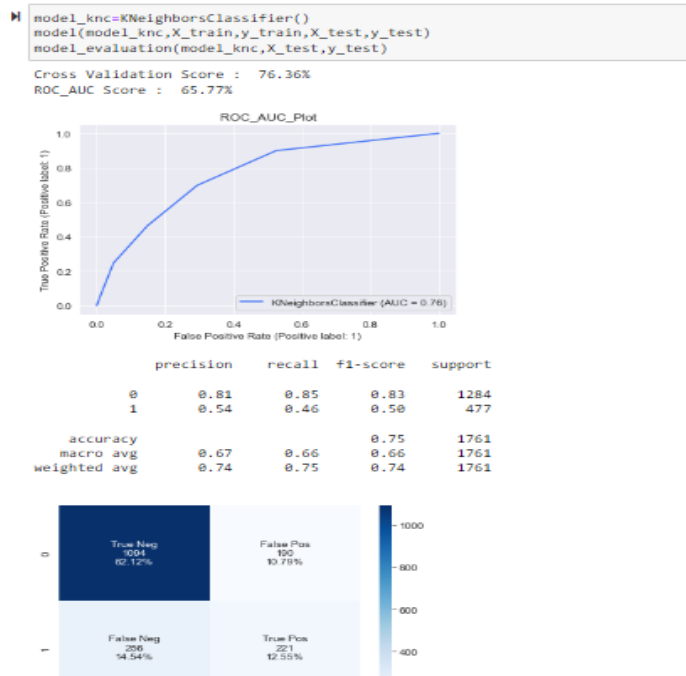 model_knc=KNeighborsClassifier()
model(model_knc,X_train,y_train,X_test,y_test)
model_evaluation(model_knc,X_test,y_test)
Cross Validation Score :  76.36%
ROC_AUC Score :  65.77%
ROC_AUC_Plot
True Positive Rate (Positive label: 1)
1.0
0.8
0.6
0.4
0.2
0.0
KNeighborsClassifier (AUC = 0.76)
0.0 0.2 0.4 0.6 0.8 1.0
False Positive Rate (Positive label: 1)
precision recall f1-score support
0 0.81 0.85 0.83 1284
1 0.54 0.46 0.50 477
accuracy 0.75 1761
macro avg 0.67 0.66 0.66 1761
weighted avg 0.74 0.75 0.74 1761
0
True Neg
1094
62.12%
False Pos
190
10.79%
1
False Neg
256
14.54%
True Pos
221
12.55%
1000
800
600
400